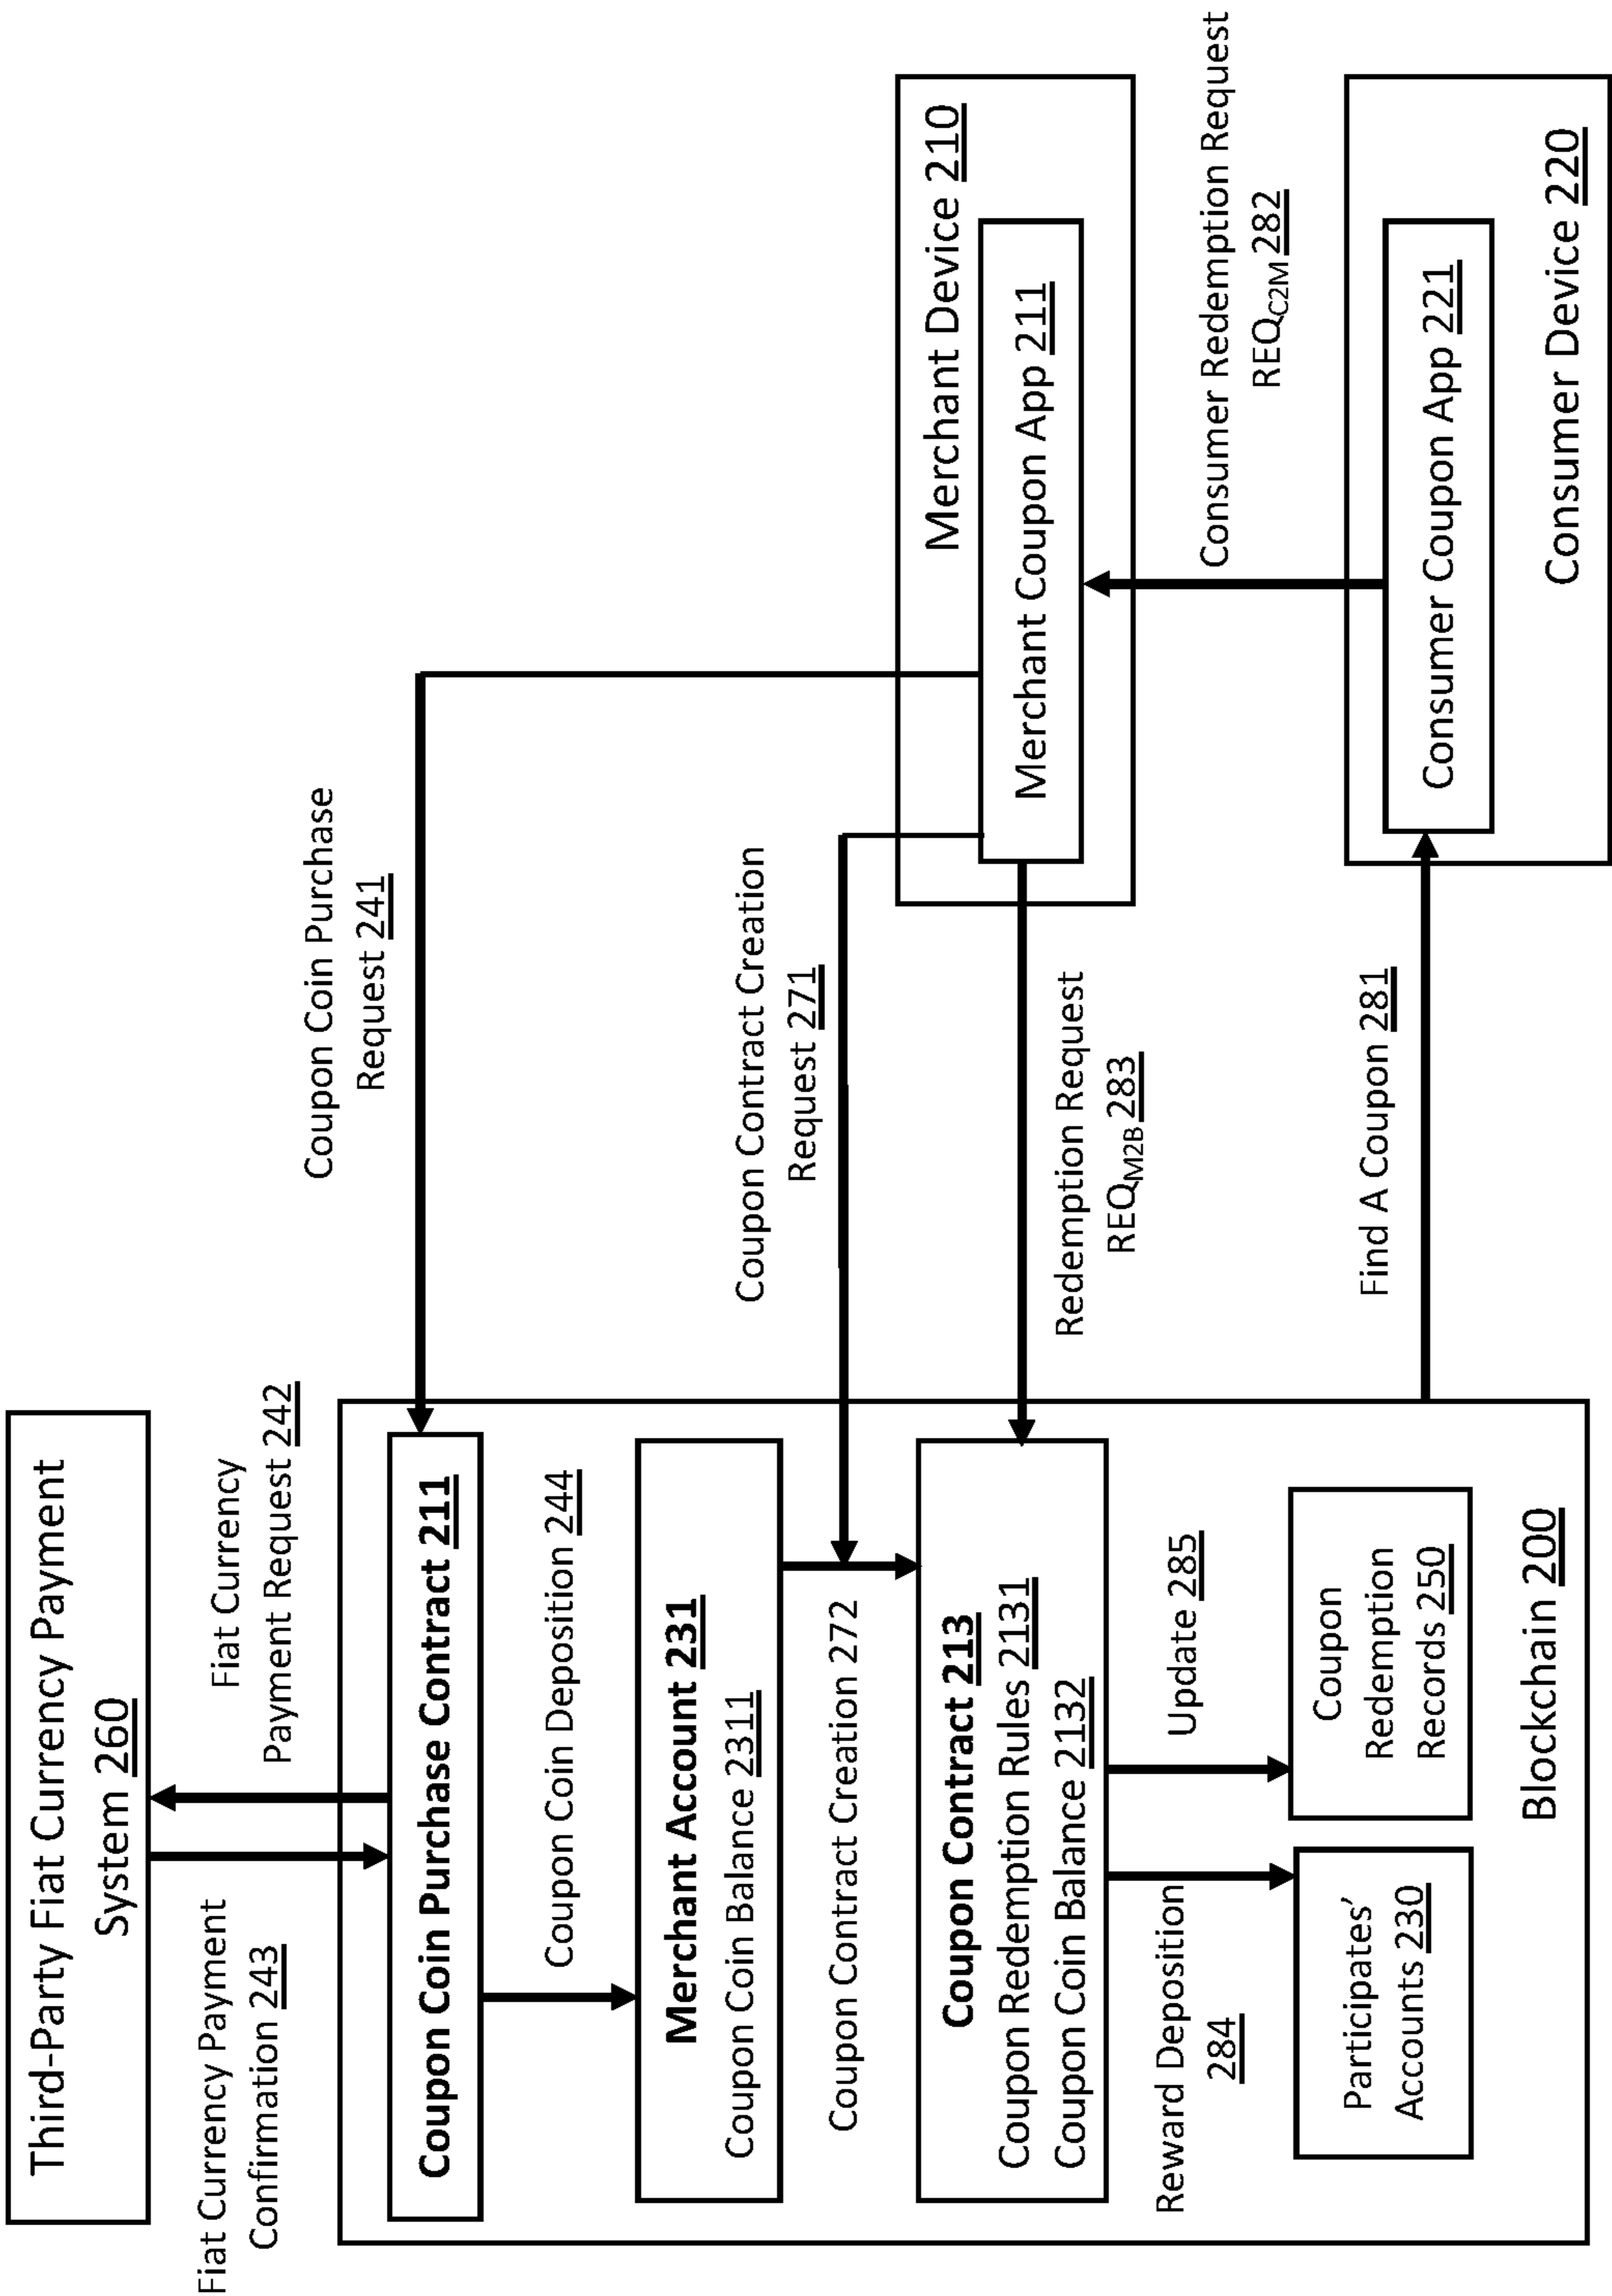 Third-Party Fiat Currency Payment
System 260
Fiat Currency Payment
Confirmation 243
Fiat Currency
Payment Request 242
Coupon Coin Purchase
Request 241
Coupon Coin Purchase Contract 211
Coupon Coin Deposition 244
Merchant Account 231
Coupon Coin Balance 2311
Coupon Contract Creation
Request 271
Coupon Contract Creation 272
Merchant Device 210
Merchant Coupon App 211
Coupon Contract 213
Coupon Redemption Rules 2131
Coupon Coin Balance 2132
Redemption Request
REQM2B 283
Consumer Redemption Request
REQC2M 282
Reward Deposition
284
Update 285
Participates’
Accounts 230
Coupon
Redemption
Records 250
Blockchain 200
Find A Coupon 281
Consumer Coupon App 221
Consumer Device 220